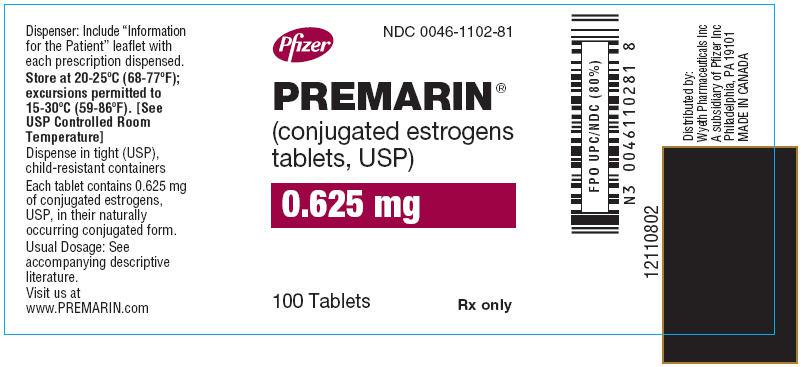 Dispenser: Include “Information
for the Patient” leaflet with
each prescription dispensed.
Store at 20-25ºC (68-77ºF);
excursions permitted to
15-30ºC (59-86ºF). [See
USP Controlled Room
Temperature]
Dispense in tight (USP),
child-resistant containers
Each tablet contains 0.625 mg
of conjugated estrogens,
USP, in their naturally
occurring conjugated form.
Usual Dosage: See
accompanying descriptive
literature.
Visit us at
www.PREMARIN.com
Pfizer
NDC 0046-1102-81
PREMARIN®
(conjugated estrogens
tablets, USP)
0.625 mg
100 Tablets
Rx only
FPO UPC/NDC (80%)
N3 0046110281 8
12110802
Distributed by:
Wyeth Pharmaceuticals Inc
A subsidiary of Pfizer Inc
Philadelphia, PA 19101
MADE IN CANADA